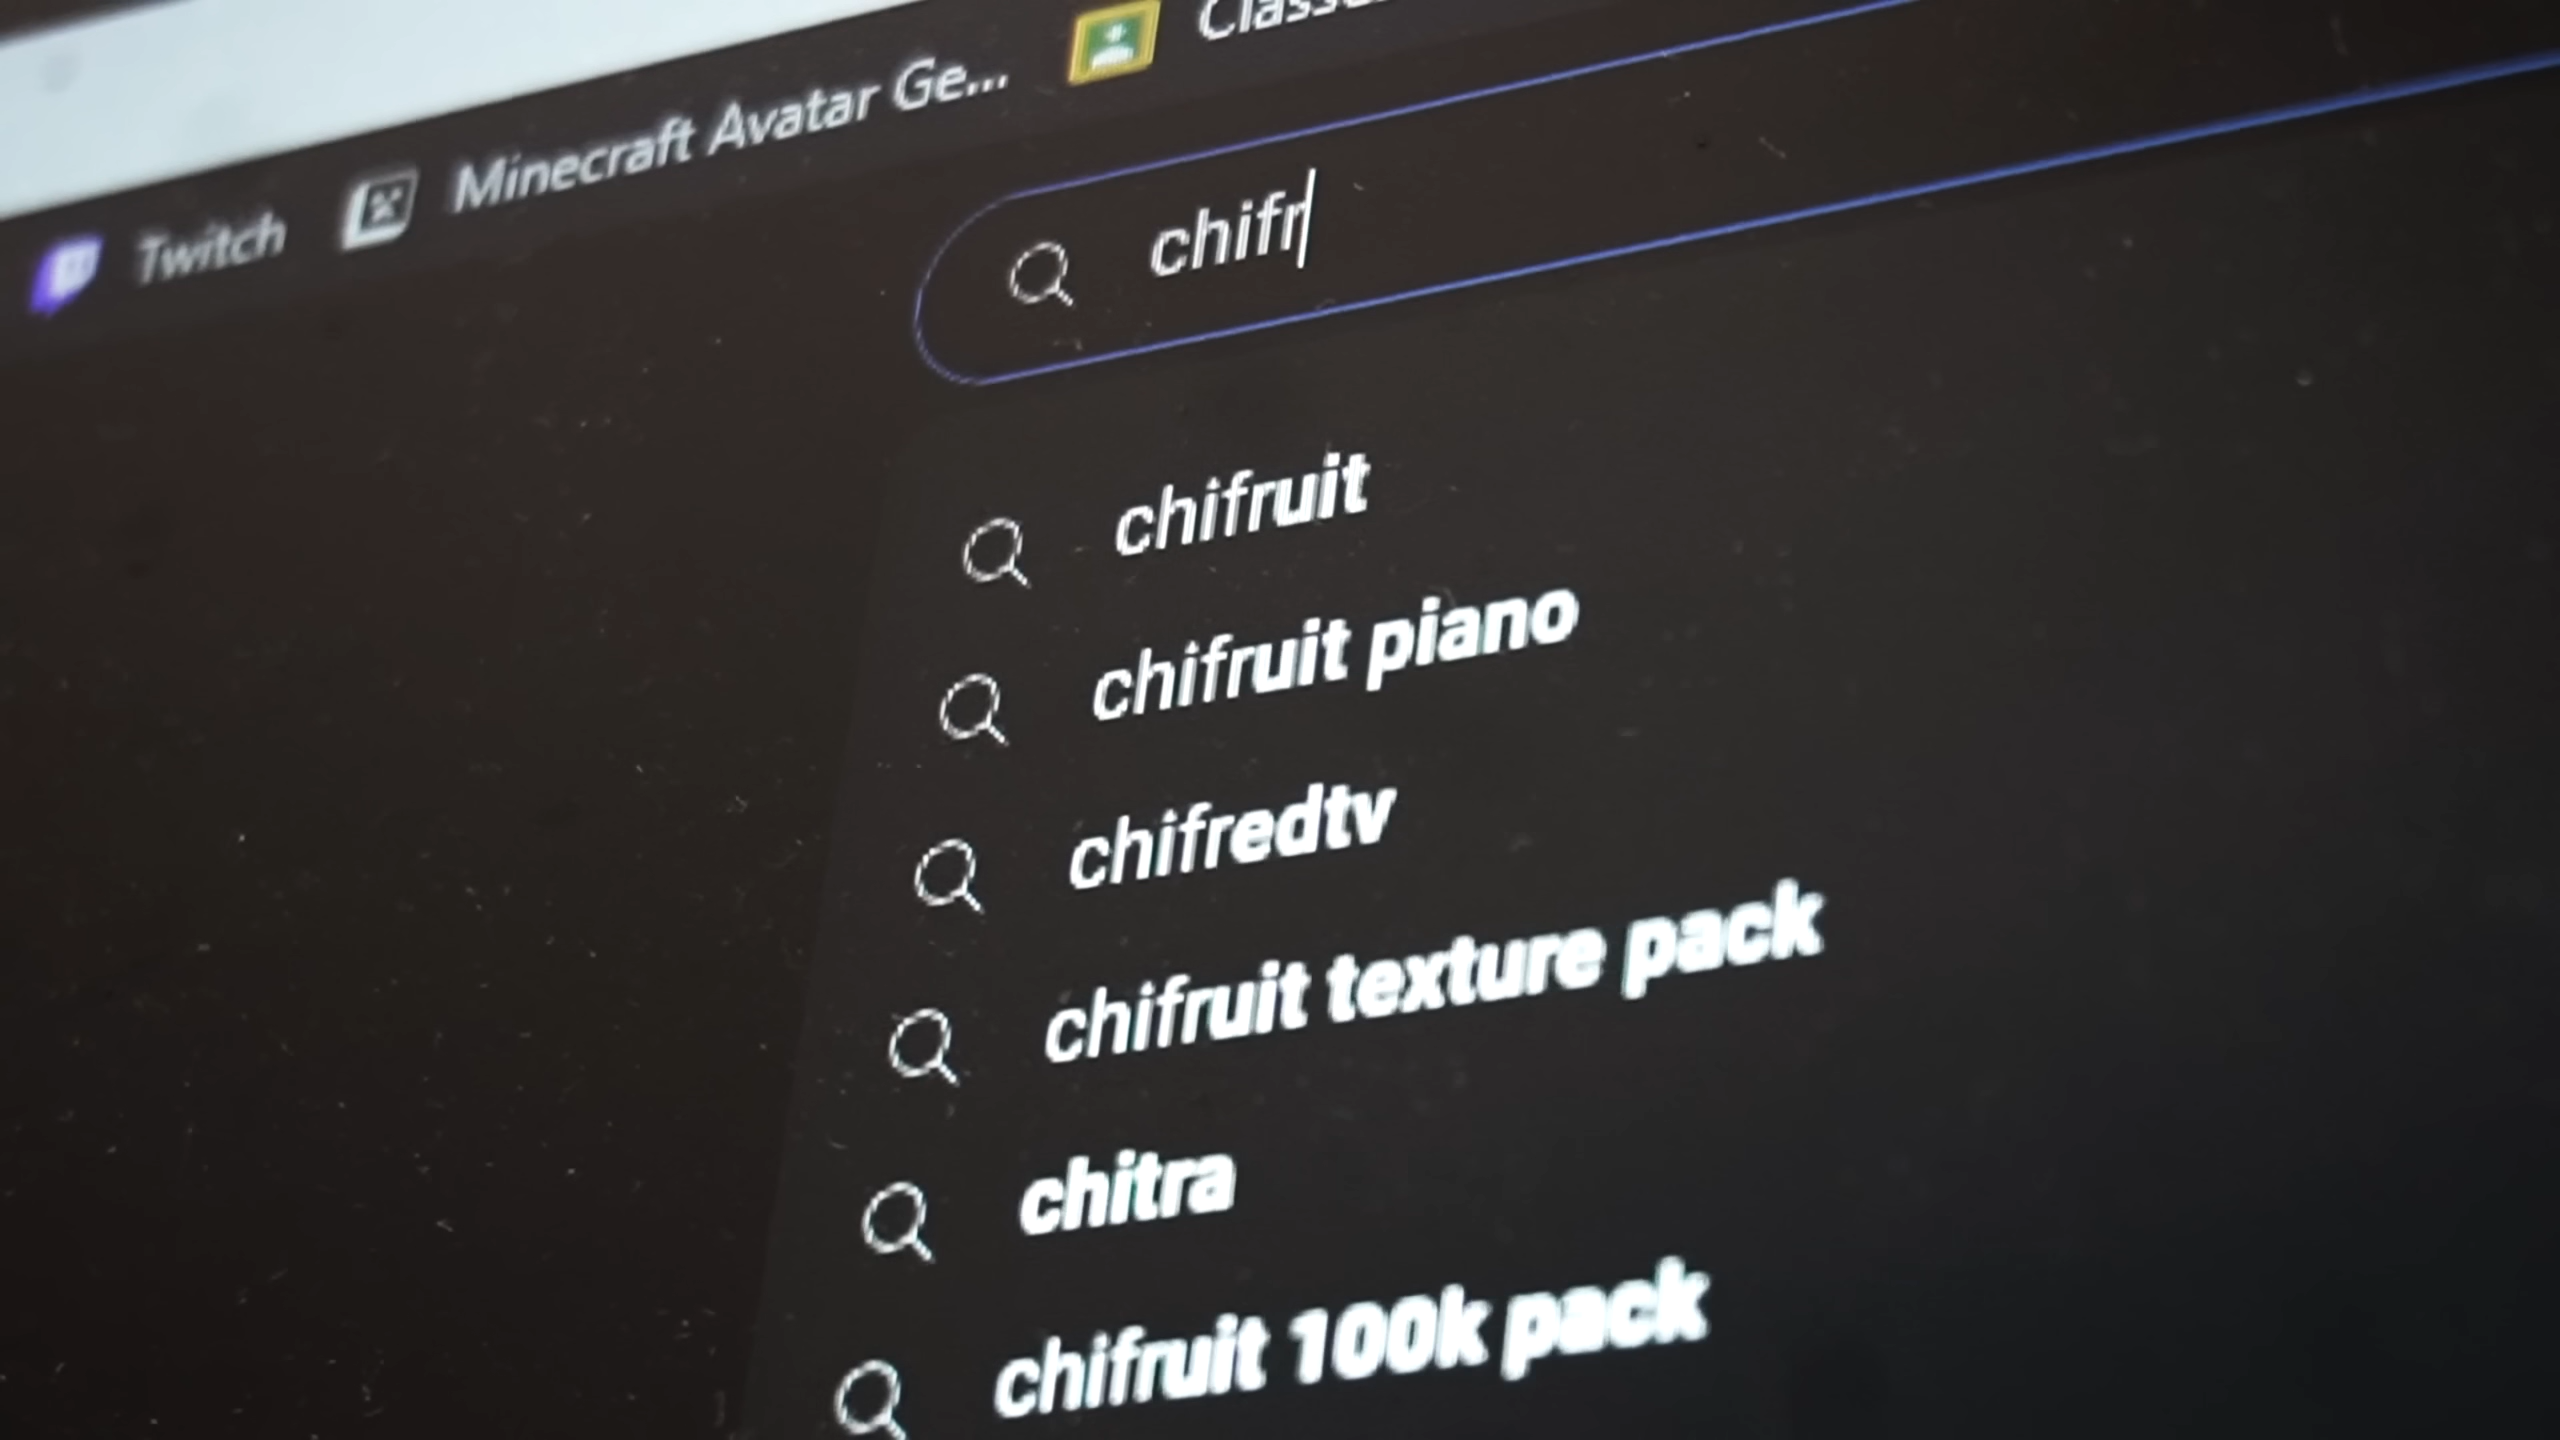 Twitch Minecraft Avatar Ge...
chifr
chifruit
chifruit piano
chifredtv
chifruit texture pack
chitra
chifruit 100k pack